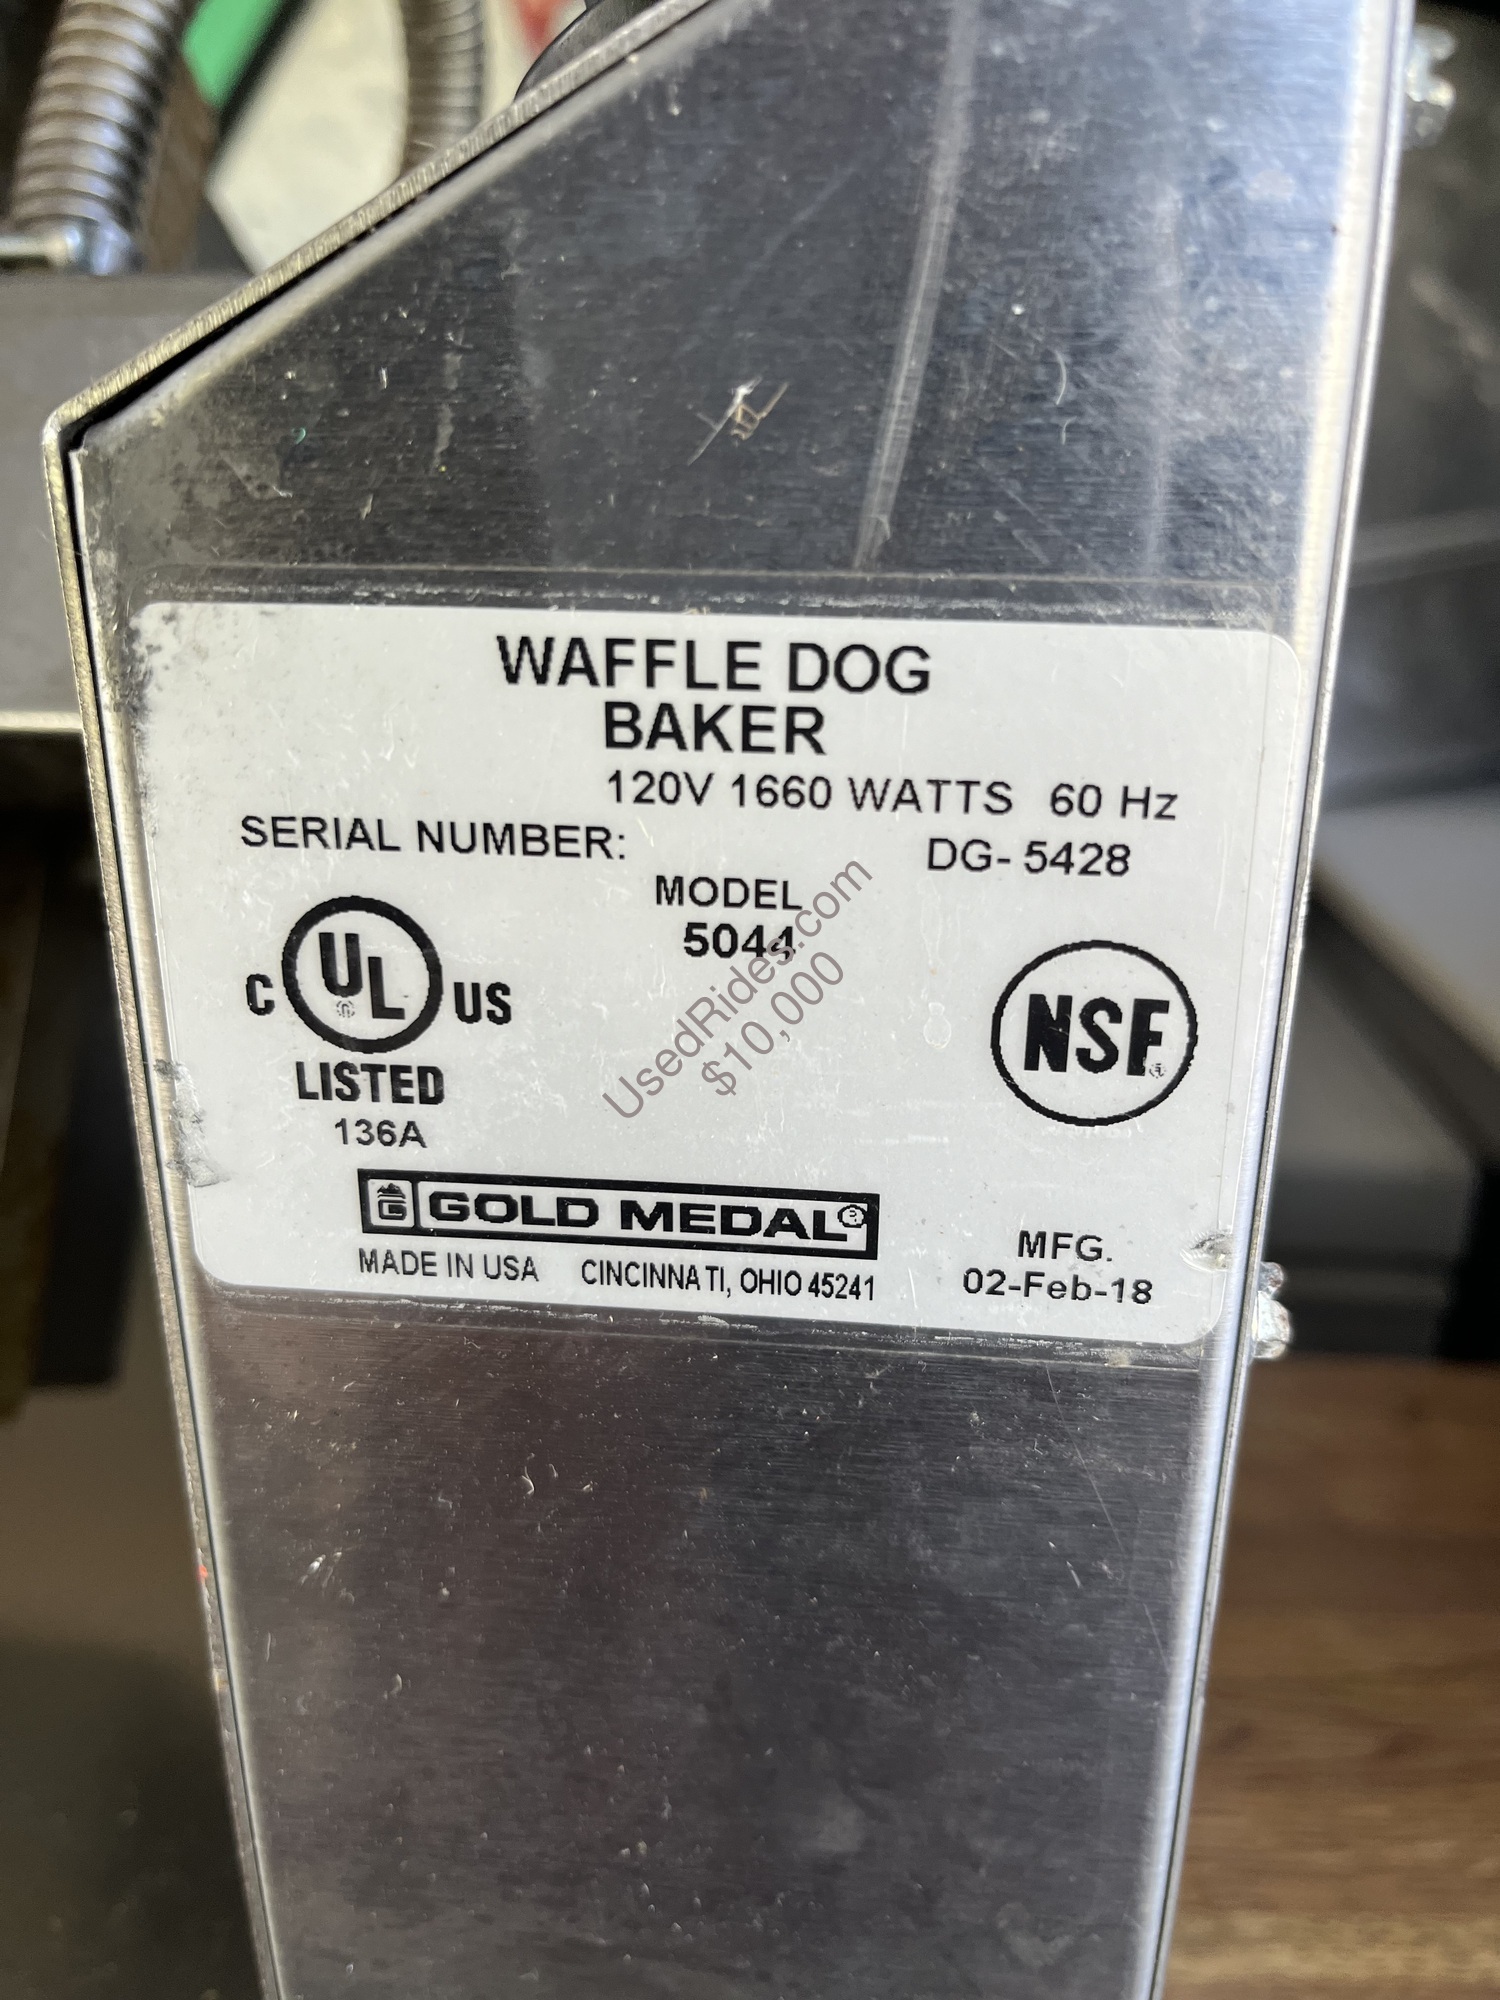 WAFFLE DOG
BAKER
120V 1660 WATTS 60 Hz
SERIAL NUMBER: DG- 5428
MODEL
5044
C UL US
LISTED
136A
NSF
G GOLD MEDAL®
MADE IN USA CINCINNATI, OHIO 45241
MFG.
02-Feb-18
UsedRides.com
$10,000